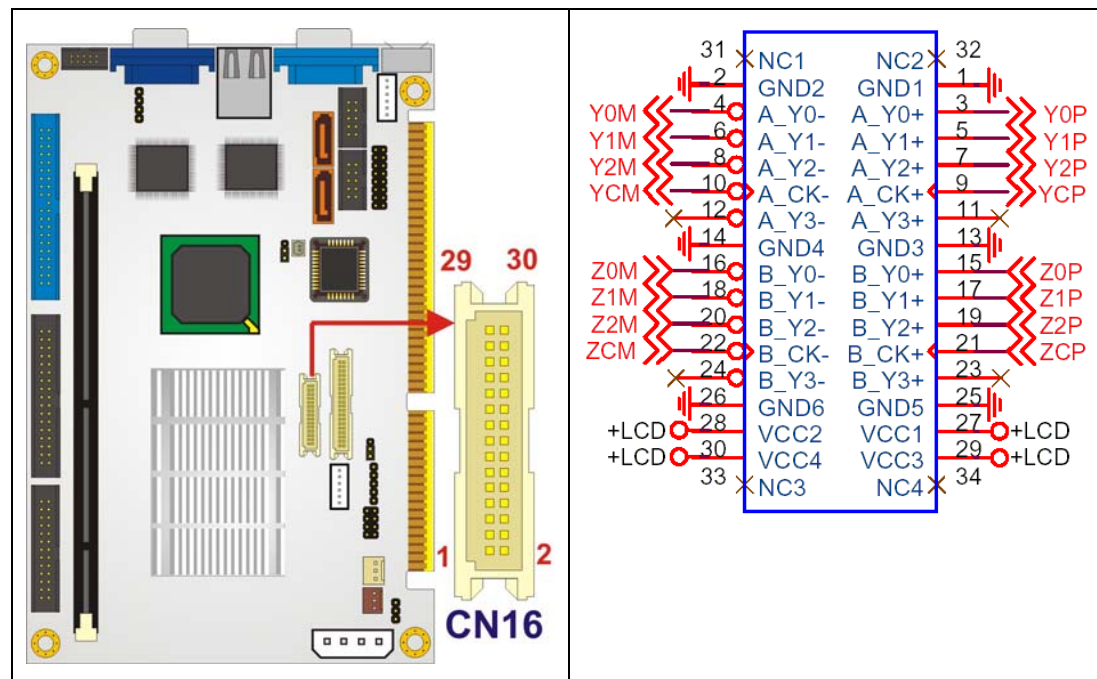 29 30
1 2
CN16
31 NC1 NC2 32
2 GND2 GND1 1
Y0M 4 A_Y0- A_Y0+ 3 Y0P
Y1M 6 A_Y1- A_Y1+ 5 Y1P
Y2M 8 A_Y2- A_Y2+ 7 Y2P
YCM 10 A_CK- A_CK+ 9 YCP
12 A_Y3- A_Y3+ 11
14 GND4 GND3 13
Z0M 16 B_Y0- B_Y0+ 15 Z0P
Z1M 18 B_Y1- B_Y1+ 17 Z1P
Z2M 20 B_Y2- B_Y2+ 19 Z2P
ZCM 22 B_CK- B_CK+ 21 ZCP
24 B_Y3- B_Y3+ 23
26 GND6 GND5 25
+LCD 28 VCC2 VCC1 27 +LCD
+LCD 30 VCC4 VCC3 29 +LCD
33 NC3 NC4 34